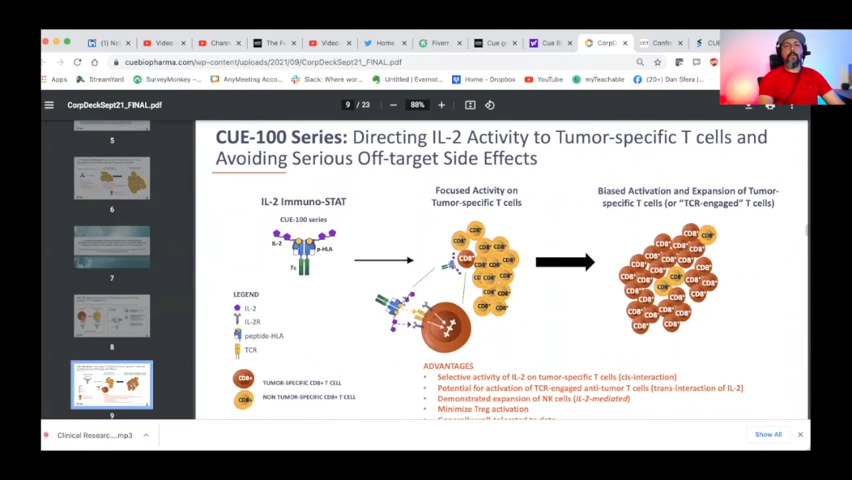 Video
Chann
The F
Video
Home
Fiverr
Cue p
Cue B
CorpD
Confe
CUE
cuebiopharma.com/wp-content/uploads/2021/09/CorpDeckSept21_FINAL.pdf
Apps
StreamYard
SurveyMonkey -
AnyMeeting Acco...
Slack: Where wor...
Untitled | Evernot...
Home - Dropbox
YouTube
myTeachable
(20+) Dan Sfera |...
CorpDeckSept21_FINAL.pdf
9 / 23
88%
5
6
7
8
9
CUE-100 Series: Directing IL-2 Activity to Tumor-specific T cells and
Avoiding Serious Off-target Side Effects
IL-2 Immuno-STAT
CUE-100 series
IL-2
p-HLA
Fc
Focused Activity on
Tumor-specific T cells
Biased Activation and Expansion of Tumor-
specific T cells (or “TCR-engaged” T cells)
LEGEND
IL-2
IL-2R
peptide-HLA
TCR
CD8+
TUMOR-SPECIFIC CD8+ T CELL
CD8+
NON TUMOR-SPECIFIC CD8+ T CELL
ADVANTAGES
• Selective activity of IL-2 on tumor-specific T cells (cis-interaction)
• Potential for activation of TCR-engaged anti-tumor T cells (trans-interaction of IL-2)
• Demonstrated expansion of NK cells (IL-2-mediated)
• Minimize Treg activation
Clinical Researc....mp3
Show All